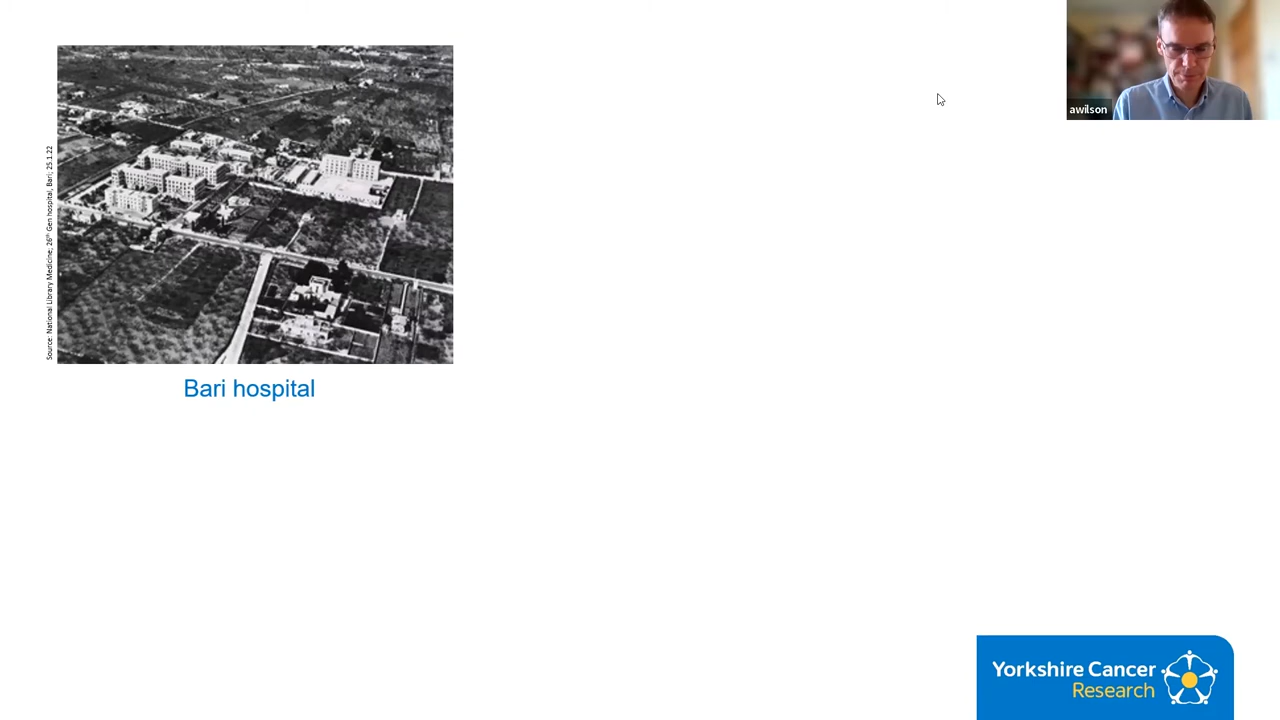 awilson
Source: National Library Medicine; 26th Gen hospital, Bari; 25.1.22
Bari hospital
Yorkshire Cancer
Research